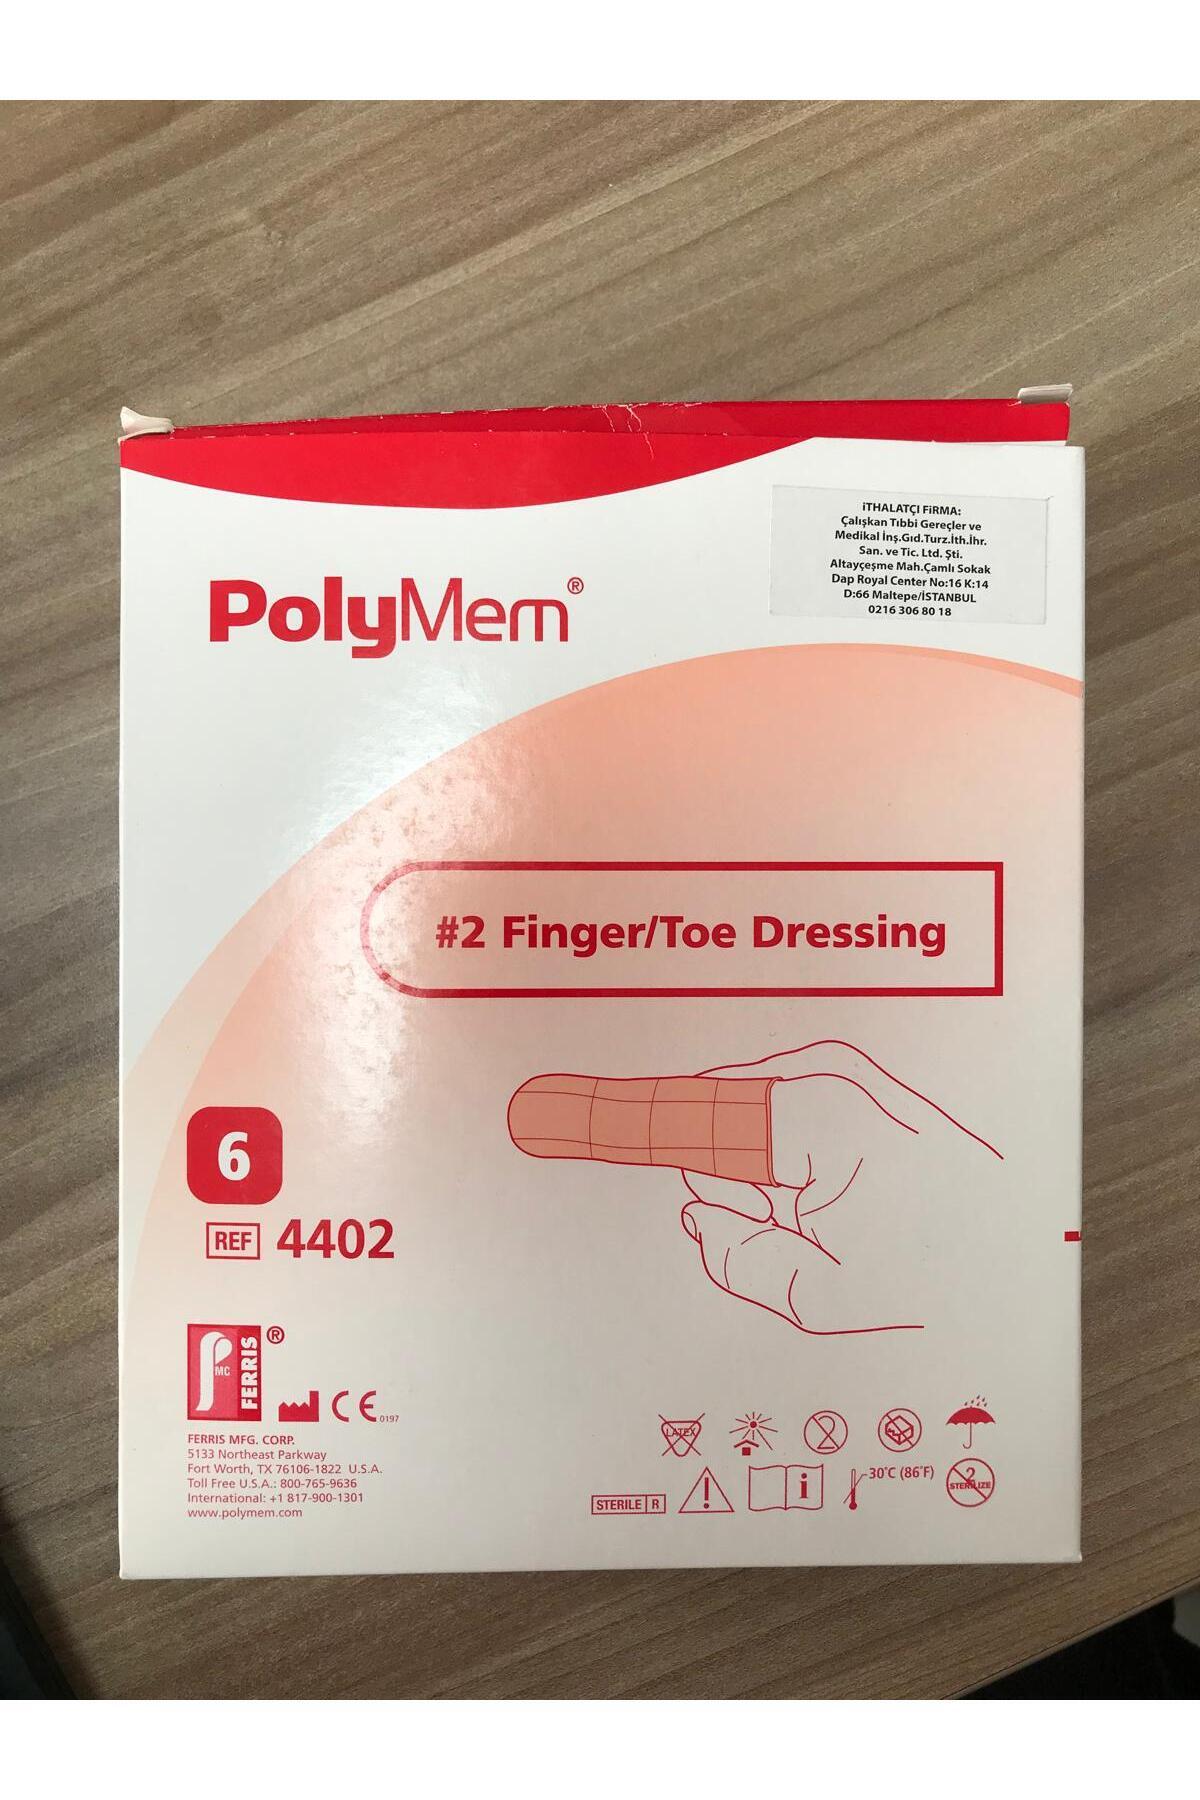 İTHALATÇI FİRMA:
Çalışkan Tıbbi Gereçler ve
Medikal İnş.Gıd.Turz.İth.İhr.
San. ve Tic. Ltd. Şti.
Altayçeşme Mah.Çamlı Sokak
Dap Royal Center No:16 K:14
D:66 Maltepe/İSTANBUL
0216 306 80 18
PolyMem®
#2 Finger/Toe Dressing
6
REF 4402
MC FERRIS ®
CE 0197
FERRIS MFG. CORP.
5133 Northeast Parkway
Fort Worth, TX 76106-1822 U.S.A.
Toll Free U.S.A.: 800-765-9636
International: +1 817-900-1301
www.polymem.com
LATEX 2
STERILE R ! i 30°C (86°F) 2 STERILIZE